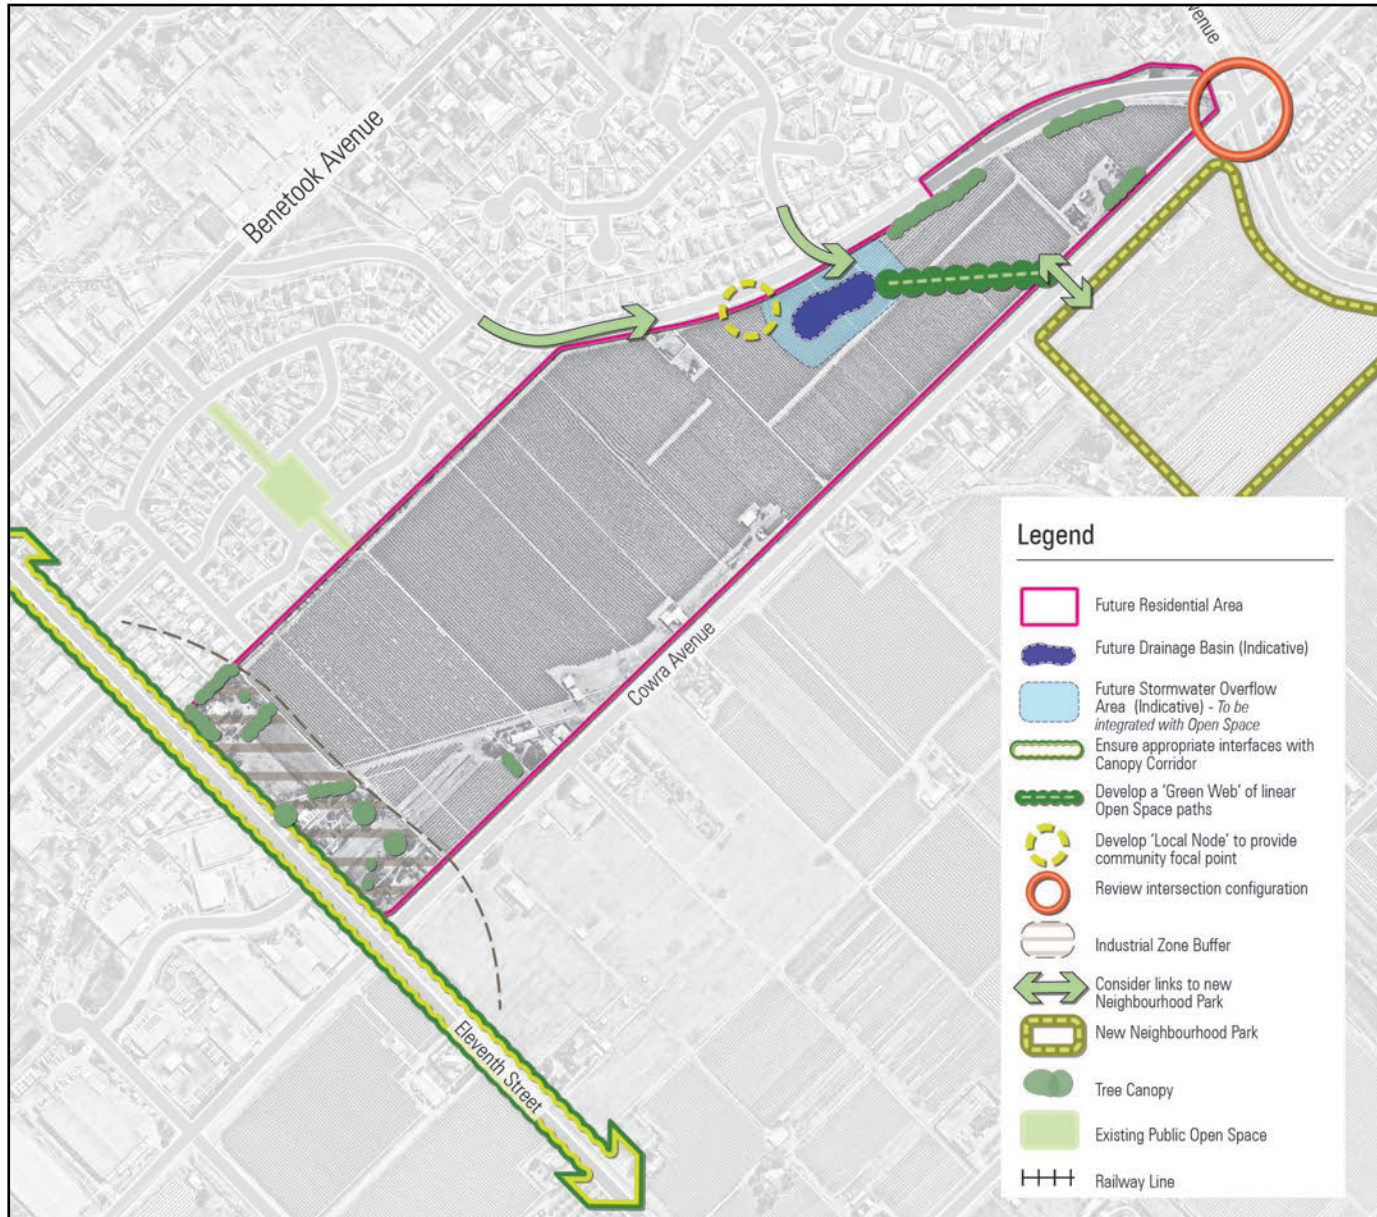 venue
Benetook Avenue
Cowra Avenue
Eleventh Street
Legend
Future Residential Area
Future Drainage Basin (Indicative)
Future Stormwater Overflow
Area (Indicative) - To be
integrated with Open Space
Ensure appropriate interfaces with
Canopy Corridor
Develop a 'Green Web' of linear
Open Space paths
Develop 'Local Node' to provide
community focal point
Review intersection configuration
Industrial Zone Buffer
Consider links to new
Neighbourhood Park
New Neighbourhood Park
Tree Canopy
Existing Public Open Space
Railway Line